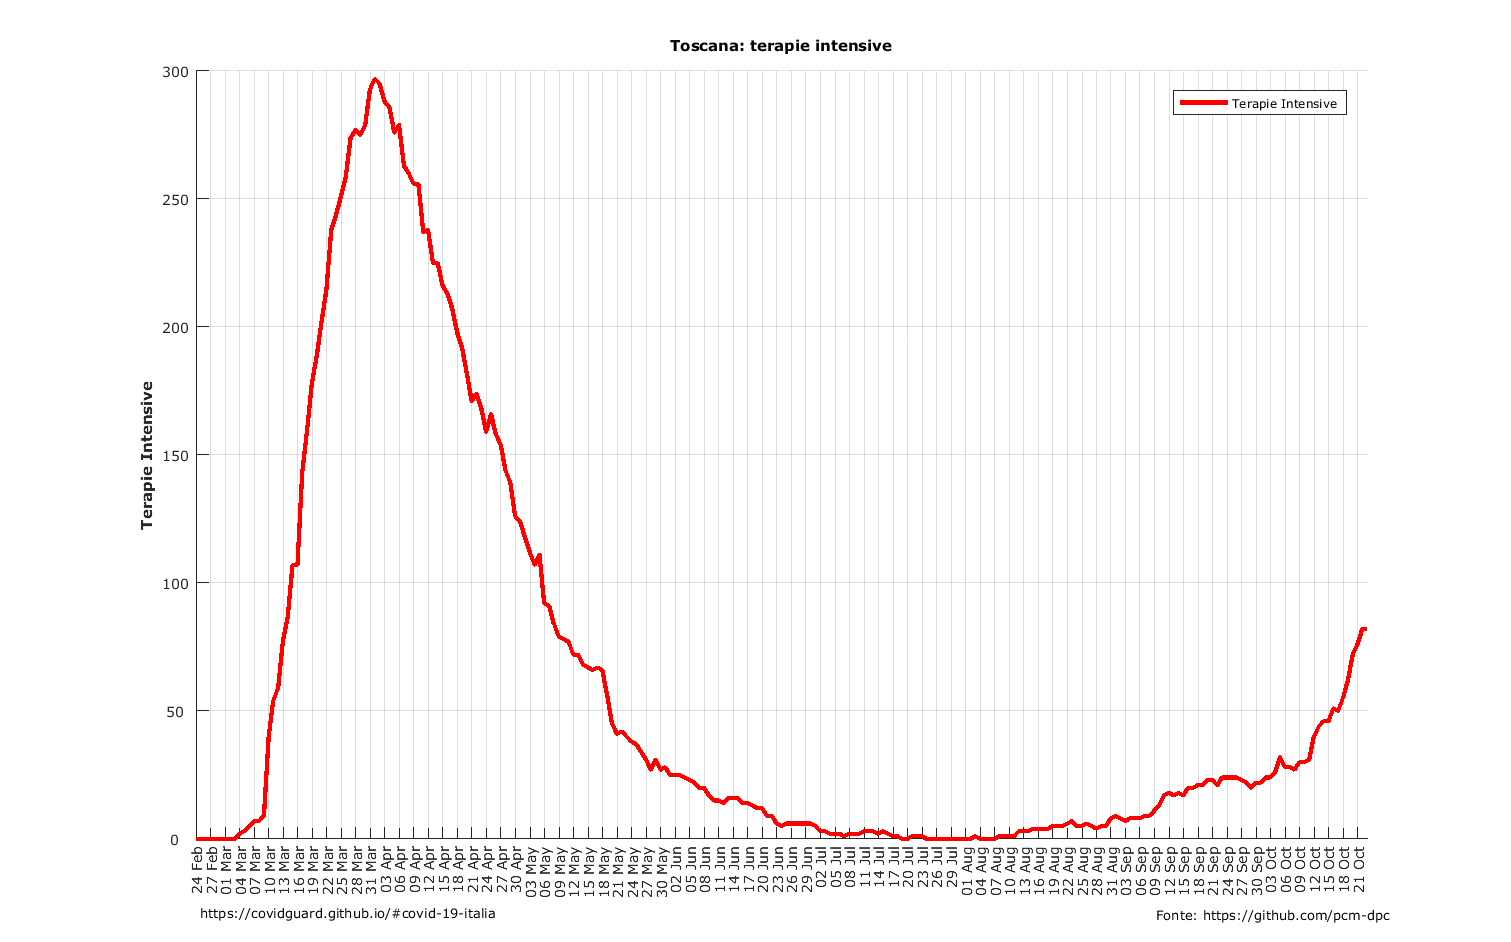 Toscana: terapie intensive
Terapie Intensive
300
250
200
150
100
50
0
Terapie Intensive
24 Feb
27 Feb
01 Mar
04 Mar
07 Mar
10 Mar
13 Mar
16 Mar
19 Mar
22 Mar
25 Mar
28 Mar
31 Mar
03 Apr
06 Apr
09 Apr
12 Apr
15 Apr
18 Apr
21 Apr
24 Apr
27 Apr
30 Apr
03 May
06 May
09 May
12 May
15 May
18 May
21 May
24 May
27 May
30 May
02 Jun
05 Jun
08 Jun
11 Jun
14 Jun
17 Jun
20 Jun
23 Jun
26 Jun
29 Jun
02 Jul
05 Jul
08 Jul
11 Jul
14 Jul
17 Jul
20 Jul
23 Jul
26 Jul
29 Jul
01 Aug
04 Aug
07 Aug
10 Aug
13 Aug
16 Aug
19 Aug
22 Aug
25 Aug
28 Aug
31 Aug
03 Sep
06 Sep
09 Sep
12 Sep
15 Sep
18 Sep
21 Sep
24 Sep
27 Sep
30 Sep
03 Oct
06 Oct
09 Oct
12 Oct
15 Oct
18 Oct
21 Oct
https://covidguard.github.io/#covid-19-italia
Fonte: https://github.com/pcm-dpc